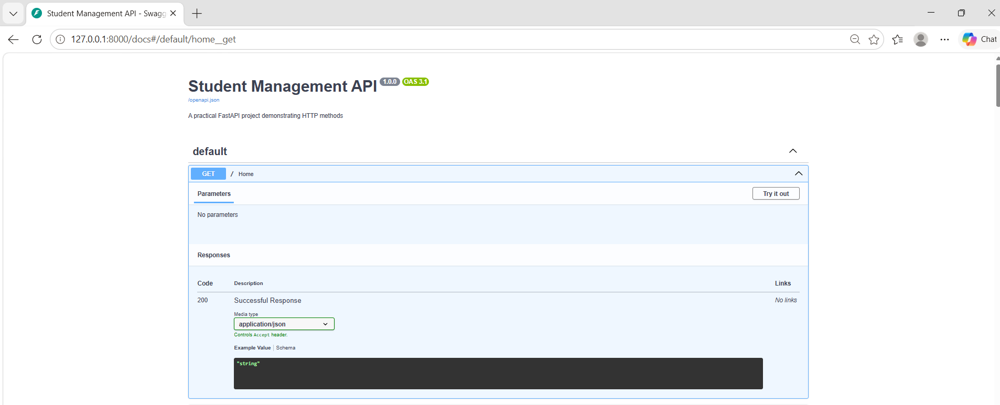 Student Management API - Swagg
127.0.0.1:8000/docs#/default/home__get
Chat
Student Management API 1.0.0 OAS 3.1
/openapi.json
A practical FastAPI project demonstrating HTTP methods
default
GET / Home
Parameters
Try it out
No parameters
Responses
Code Description Links
200 Successful Response No links
Media type
application/json
Controls Accept header.
Example Value Schema
"string"